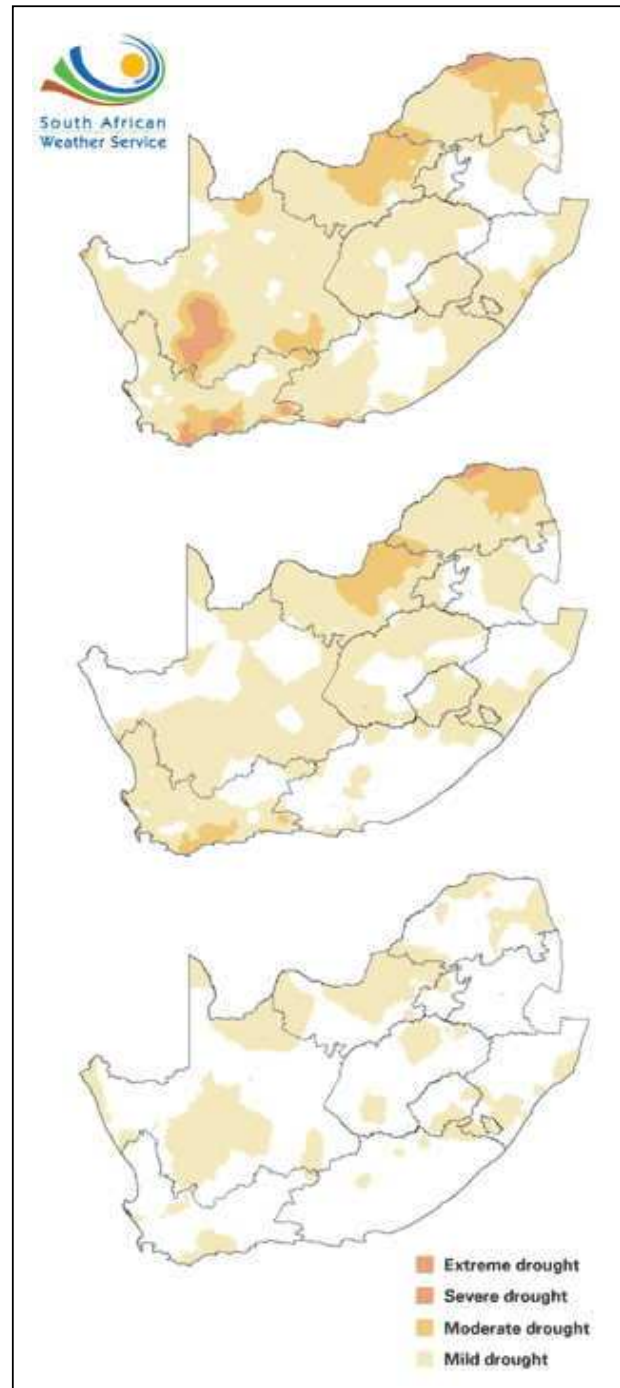 South African
Weather Service
Extreme drought
Severe drought
Moderate drought
Mild drought